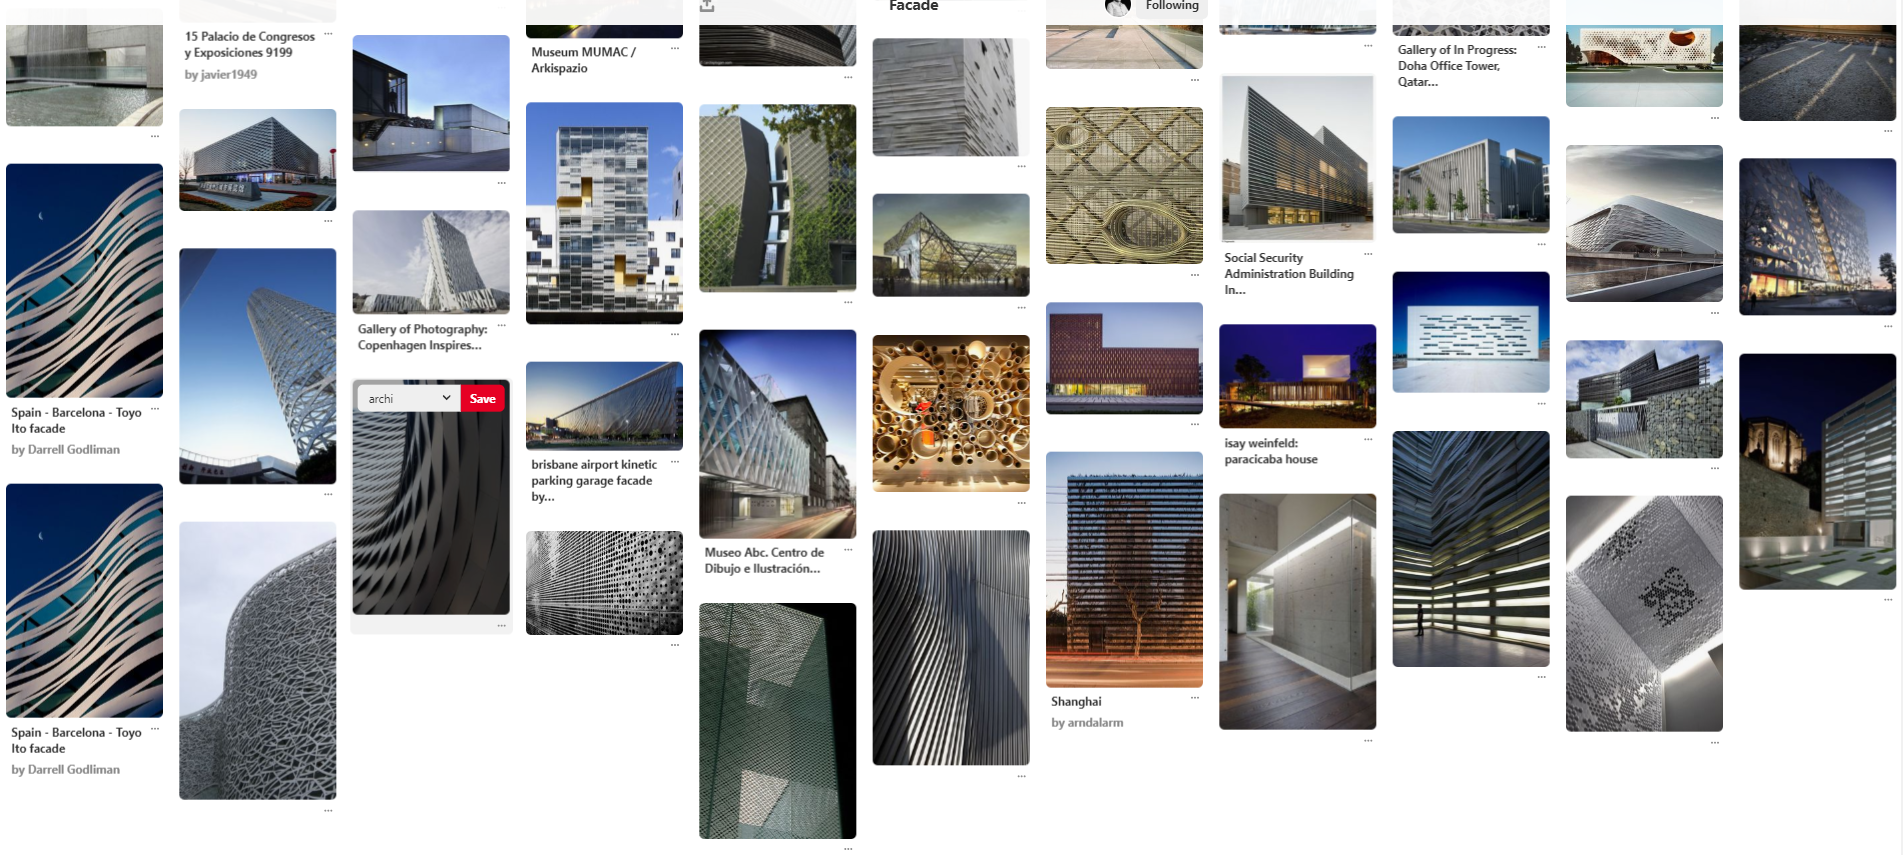 Facade
Following
15 Palacio de Congresos
y Exposiciones 9199
by javier1949
Spain - Barcelona - Toyo
Ito facade
by Darrell Godliman
Spain - Barcelona - Toyo
Ito facade
by Darrell Godliman
Gallery of Photography:
Copenhagen Inspires...
archi
Save
Museum MUMAC /
Arkispazio
brisbane airport kinetic
parking garage facade
by...
Museo Abc. Centro de
Dibujo e Ilustración...
Shanghai
by arndalarm
Social Security
Administration Building
In...
isay weinfeld:
paracicaba house
Gallery of In Progress:
Doha Office Tower,
Qatar...